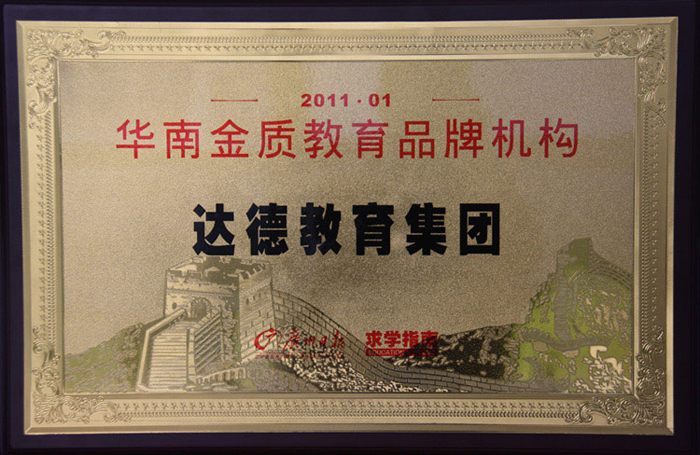 2011·01
华南金质教育品牌机构
达德教育集团
广州日报 求学指南